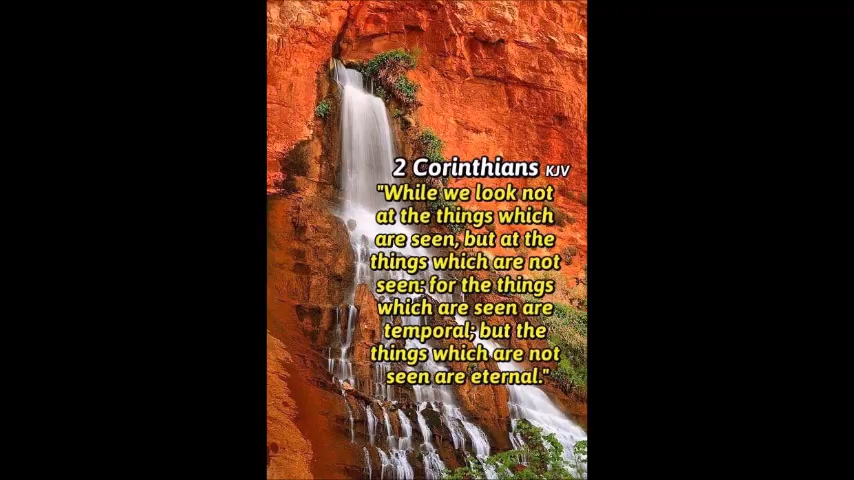 2 Corinthians KJV
"While we look not
at the things which
are seen, but at the
things which are not
seen: for the things
which are seen are
temporal; but the
things which are not
seen are eternal."